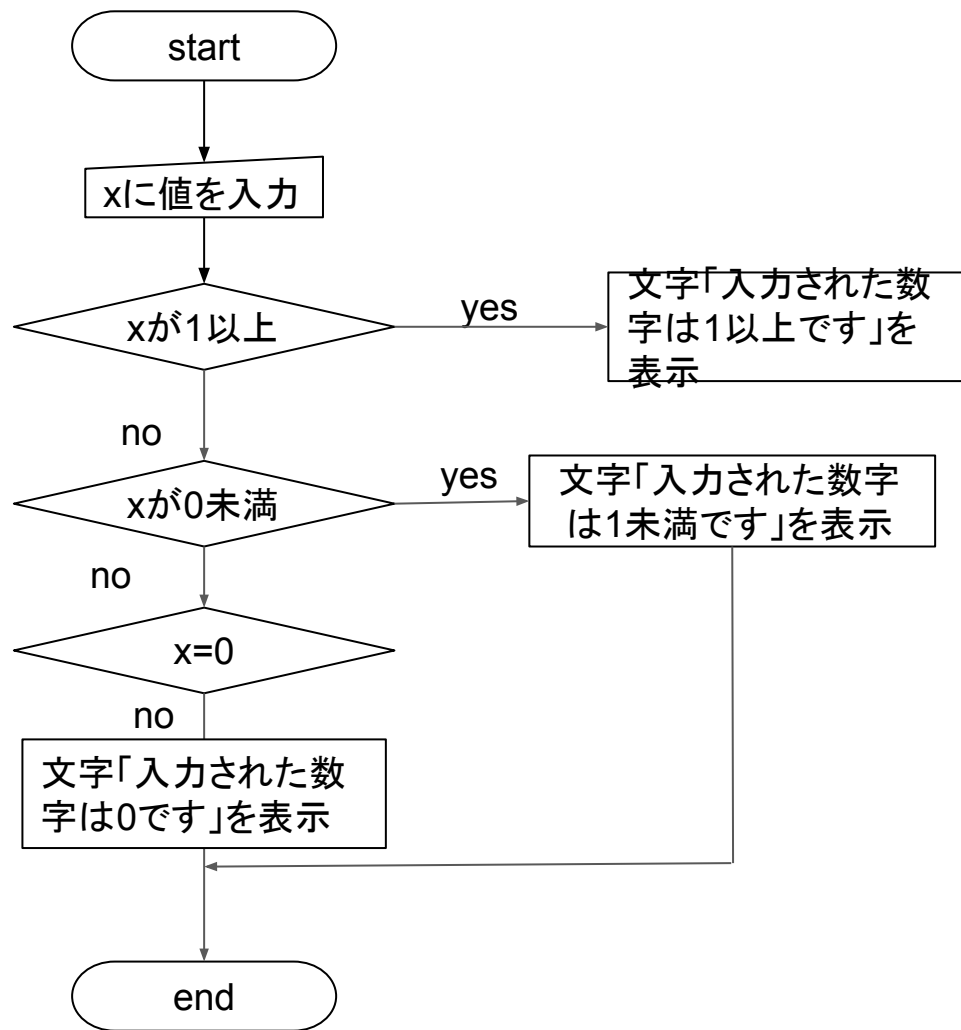 start
xに値を入力
xが1以上
yes
文字「入力された数
字は1以上です」を
表示
no
xが0未満
yes
文字「入力された数字
は1未満です」を表示
no
x=0
no
文字「入力された数
字は0です」を表示
end